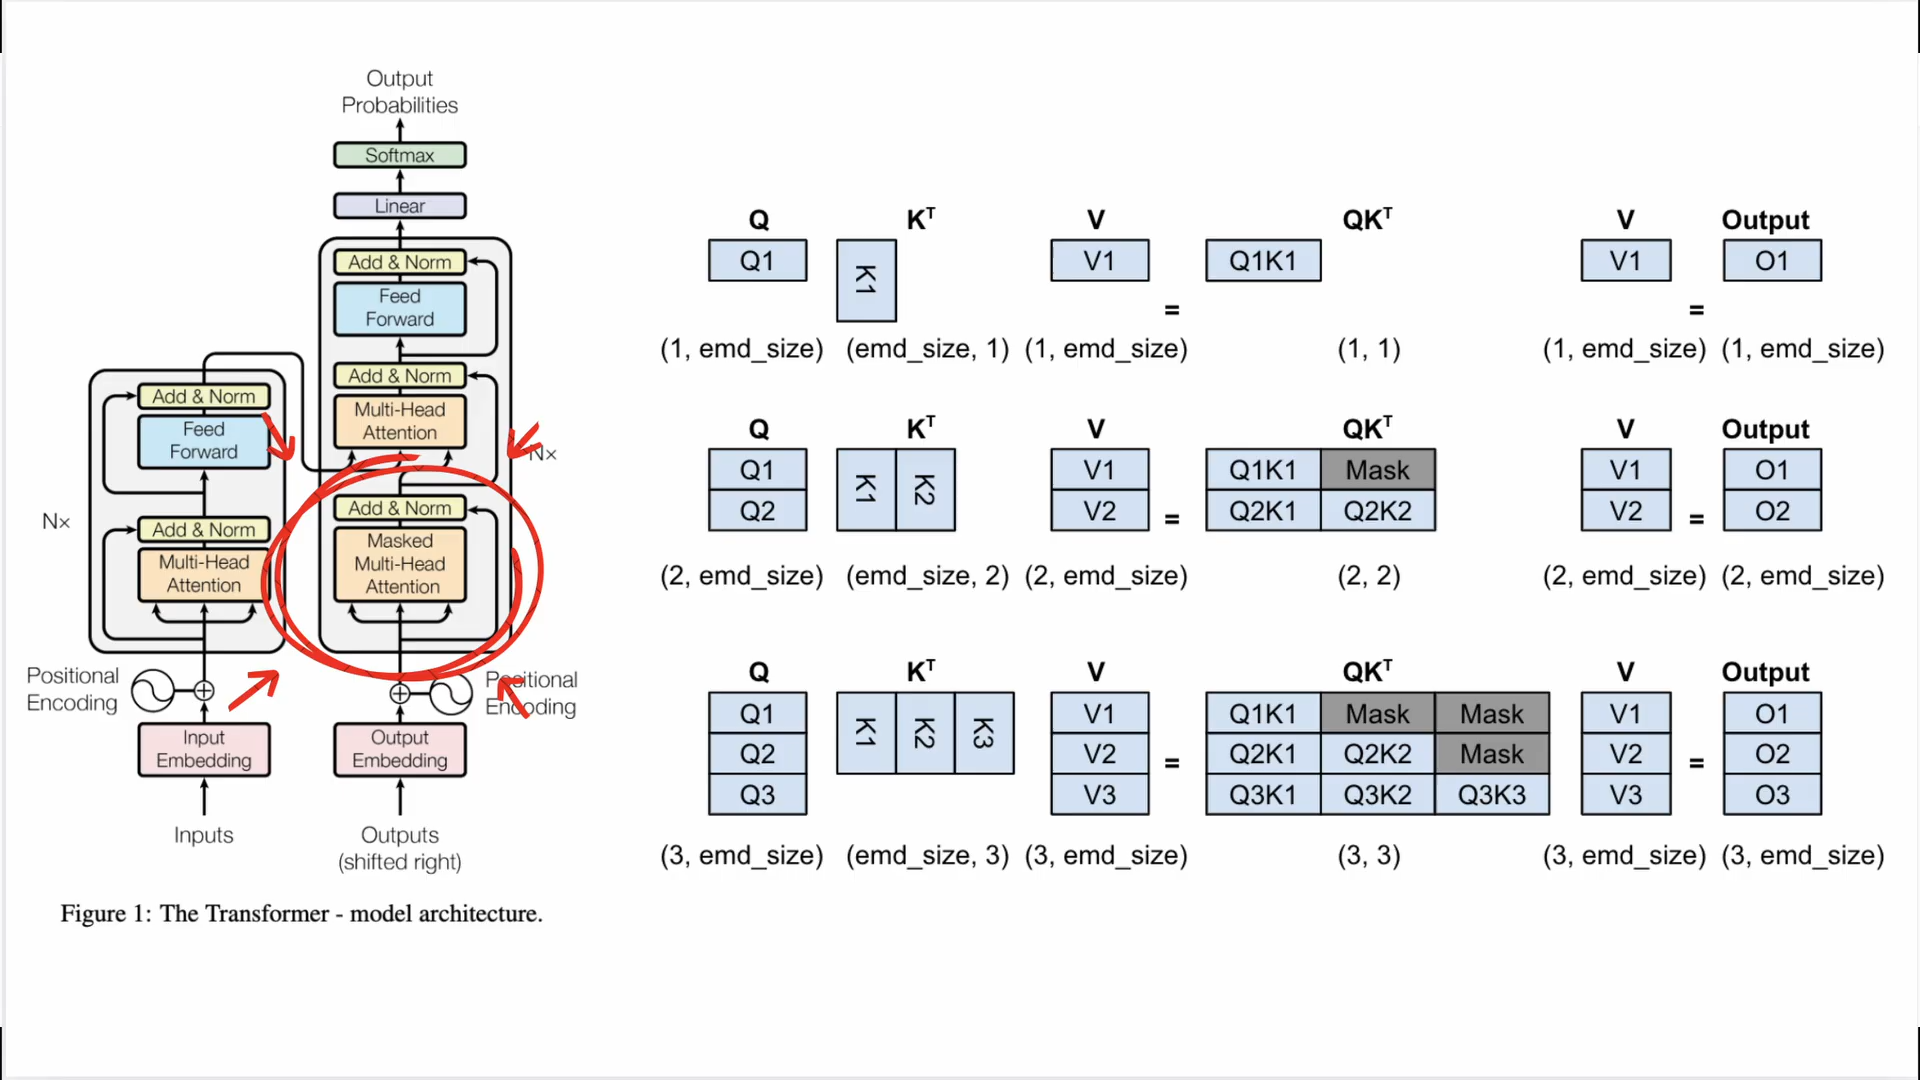 Output
Probabilities
Softmax
Linear
Add & Norm
Feed
Forward
Add & Norm
Multi-Head
Attention
Nx
Add & Norm
Masked
Multi-Head
Attention
Add & Norm
Feed
Forward
Nx
Add & Norm
Multi-Head
Attention
Positional
Encoding
Positional
Encoding
Input
Embedding
Output
Embedding
Inputs
Outputs
(shifted right)
Figure 1: The Transformer - model architecture.
Q Kᵀ V QKᵀ V Output
Q1 K1 V1 Q1K1 V1 O1
= =
(1, emd_size) (emd_size, 1) (1, emd_size) (1, 1) (1, emd_size) (1, emd_size)
Q Kᵀ V QKᵀ V Output
Q1 K1 K2 V1 Q1K1 Mask V1 O1
Q2 V2 = Q2K1 Q2K2 V2 = O2
(2, emd_size) (emd_size, 2) (2, emd_size) (2, 2) (2, emd_size) (2, emd_size)
Q Kᵀ V QKᵀ V Output
Q1 K1 K2 K3 V1 Q1K1 Mask Mask V1 O1
Q2 V2 = Q2K1 Q2K2 Mask V2 = O2
Q3 V3 Q3K1 Q3K2 Q3K3 V3 O3
(3, emd_size) (emd_size, 3) (3, emd_size) (3, 3) (3, emd_size) (3, emd_size)